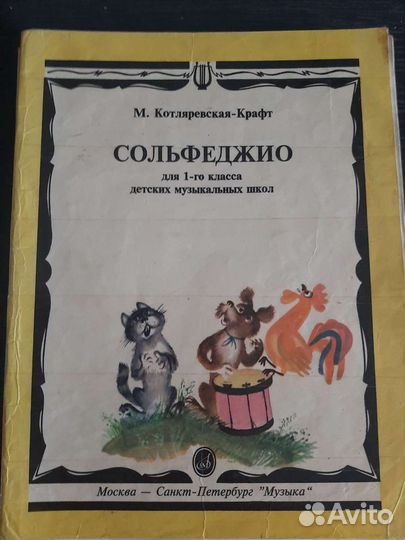 М. Котляревская-Крафт
СОЛЬФЕДЖИО
для 1-го класса
детских музыкальных школ
Москва — Санкт-Петербург "Музыка"
Avito